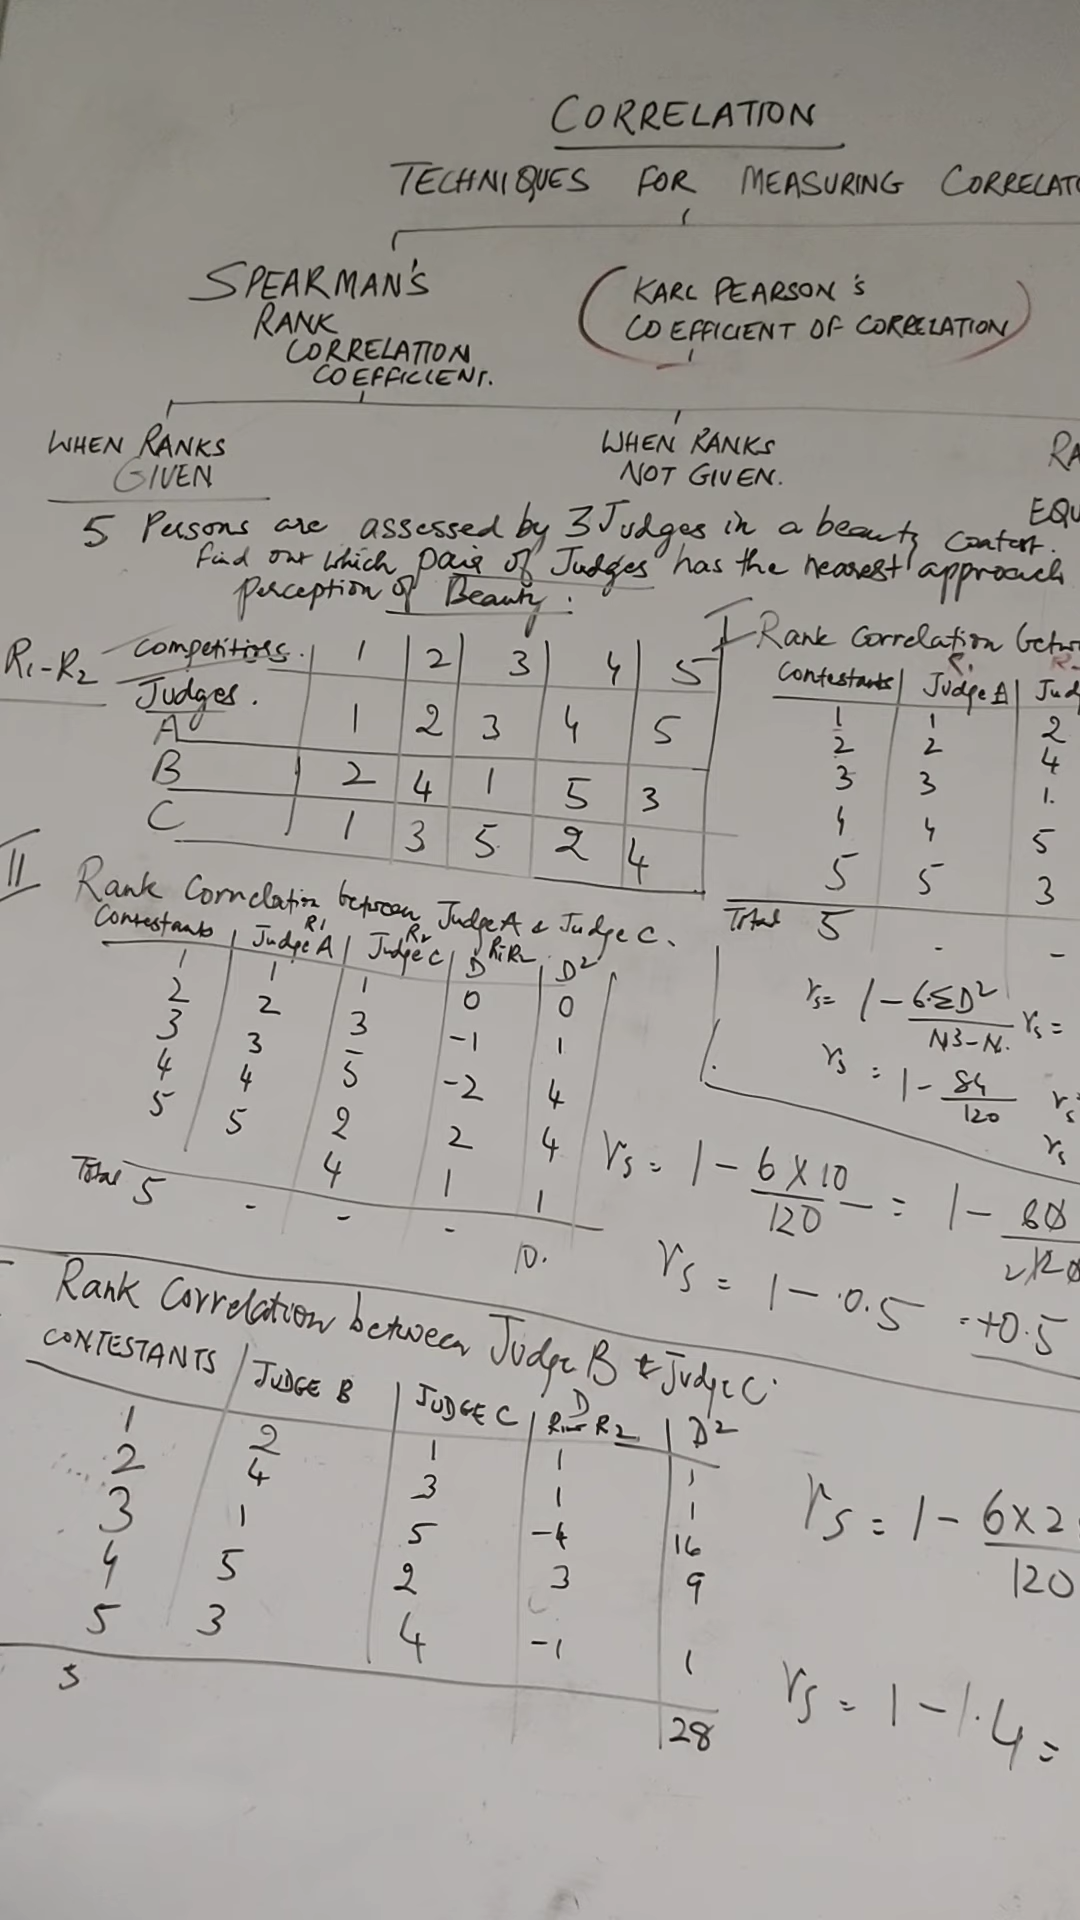 CORRELATION
TECHNIQUES FOR MEASURING CORRELATI
SPEARMAN'S
RANK
CORRELATION
COEFFICIENT.
KARL PEARSON'S
COEFFICIENT OF CORRELATION
WHEN RANKS
GIVEN
WHEN RANKS
NOT GIVEN.
RA
EQU
5 Persons are assessed by 3 Judges in a beauty contest.
find out which pair of Judges has the nearest approach
perception of Beauty:
R1-R2
Competitors. 1 2 3 4 5
Judges.
A 1 2 3 4 5
B 2 4 1 5 3
C 1 3 5 2 4
I Rank Correlation betw
R1
Contestants Judge A Jud
1 1 2
2 2 4
3 3 1.
4 4 5
5 5 3
Total 5 - -
rs= 1-6ΣD²/N3-N. rs=
rs = 1-84/120 rs
rs
II Rank Correlation between Judge A & Judge C.
R1 R2 R1R2
Contestants Judge A Judge C D D²
1 1 1 0 0
2 2 3 -1 1
3 3 5 -2 4
4 4 2 2 4
5 5 4 1 1
Total 5 - - - 10.
rs = 1-6×10/120 = 1-60/120
rs = 1-0.5 = +0.5
Rank Correlation between Judge B & Judge C.
CONTESTANTS JUDGE B JUDGE C D R2 D²
1 2 1 1 1
2 4 3 1 1
3 1 5 -4 16
4 5 2 3 9
5 3 4 -1 1
5 28
rs = 1-6×2/120
rs = 1-1.4 =